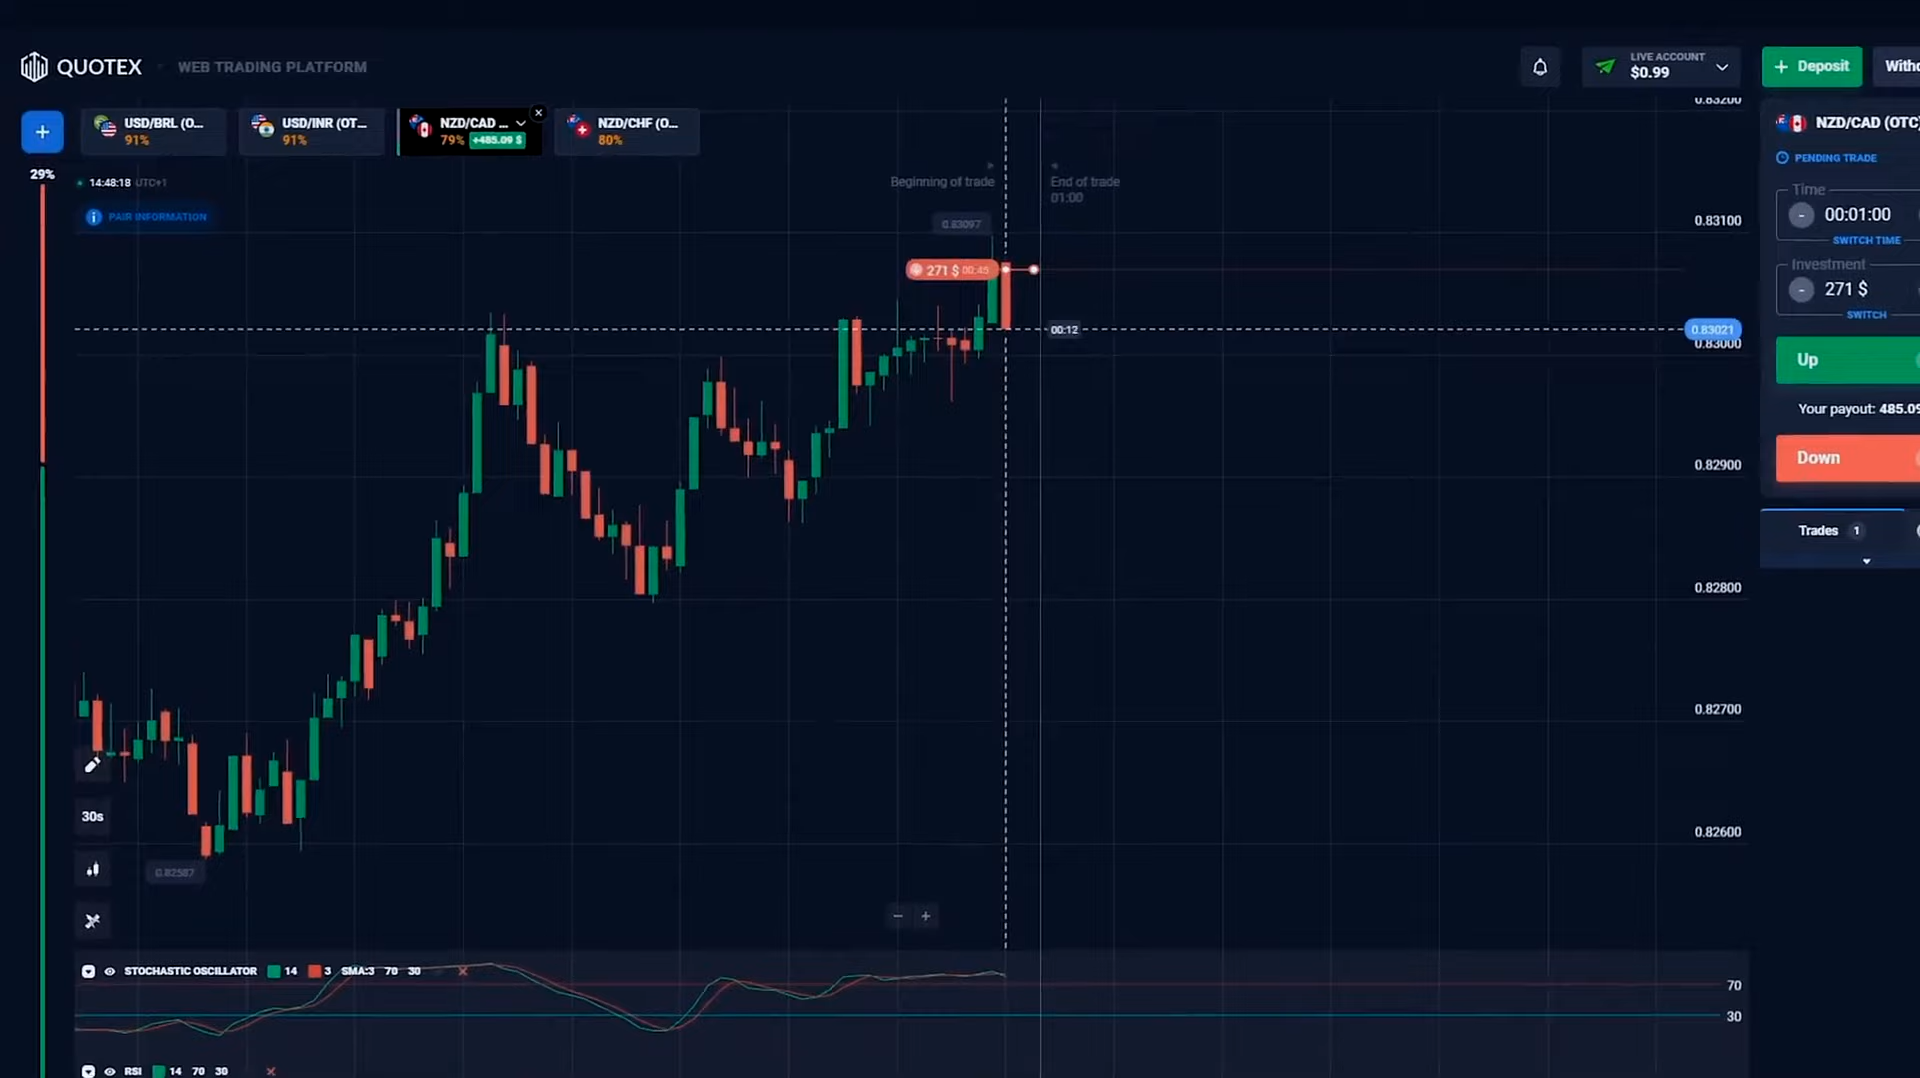 QUOTEX
WEB TRADING PLATFORM
LIVE ACCOUNT
$0.99
+ Deposit
USD/BRL (O...
91%
USD/INR (OT...
91%
NZD/CAD ...
79% +485.09 $
NZD/CHF (O...
80%
NZD/CAD (OTC)
29%
14:48:18 UTC+1
PAIR INFORMATION
Beginning of trade
End of trade
01:00
PENDING TRADE
Time
00:01:00
SWITCH TIME
Investment
271 $
SWITCH
Up
Your payout: 485.09
Down
Trades 1
0.83097
271 $ 00:45
00:12
0.83200
0.83100
0.83021
0.83000
0.82900
0.82800
0.82700
0.82600
30s
0.82587
STOCHASTIC OSCILLATOR 14 3 SMA:3 70 30
70
30
RSI 14 70 30